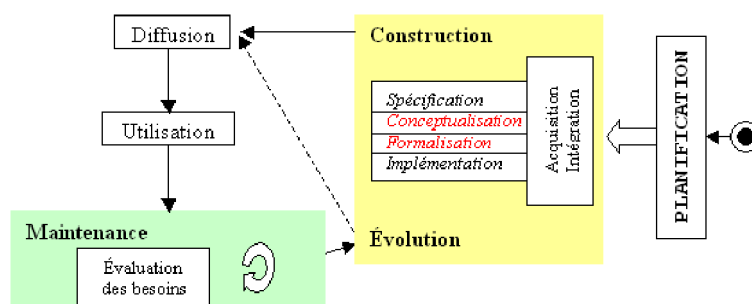 Diffusion
Construction
Spécification
Conceptualisation
Formalisation
Implémentation
Acquisition
Intégration
PLANIFICATION
Utilisation
Maintenance
Évolution
Évaluation
des besoins